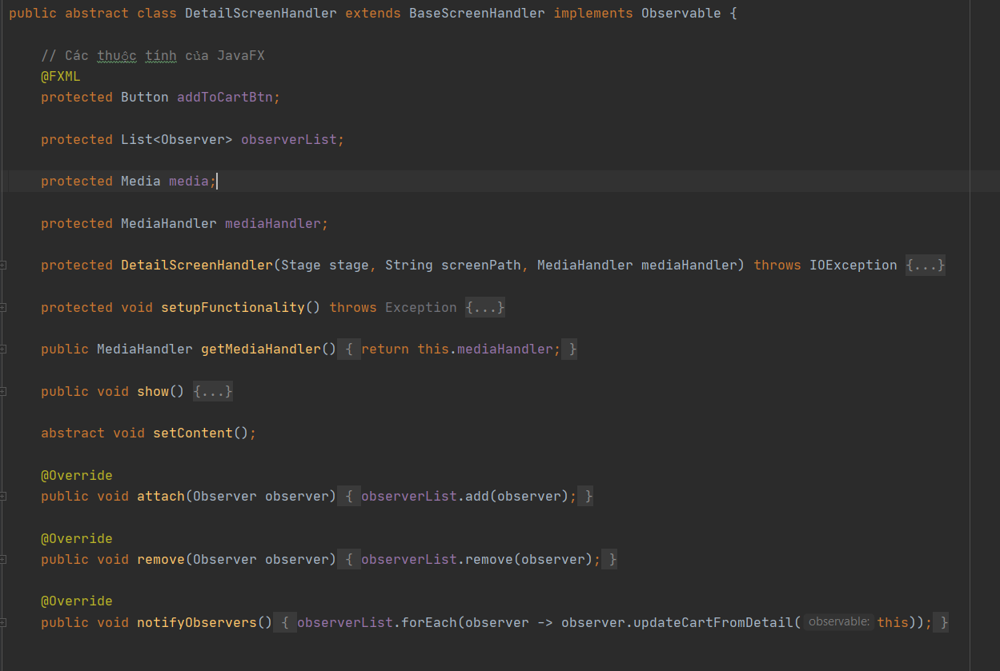 public abstract class DetailScreenHandler extends BaseScreenHandler implements Observable {
// Các thuộc tính của JavaFX
@FXML
protected Button addToCartBtn;
protected List<Observer> observerList;
protected Media media;
protected MediaHandler mediaHandler;
protected DetailScreenHandler(Stage stage, String screenPath, MediaHandler mediaHandler) throws IOException {...}
protected void setupFunctionality() throws Exception {...}
public MediaHandler getMediaHandler() { return this.mediaHandler; }
public void show() {...}
abstract void setContent();
@Override
public void attach(Observer observer) { observerList.add(observer); }
@Override
public void remove(Observer observer) { observerList.remove(observer); }
@Override
public void notifyObservers() { observerList.forEach(observer -> observer.updateCartFromDetail( observable: this)); }